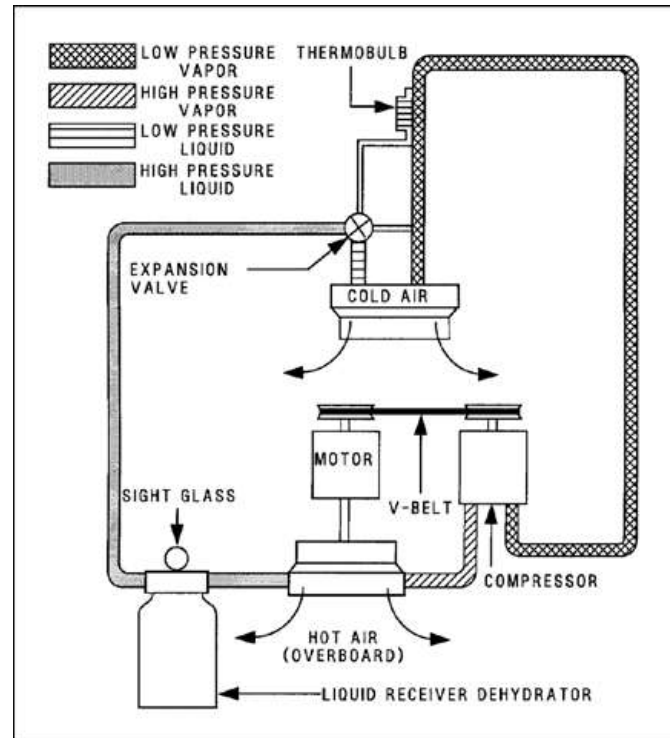 LOW PRESSURE
VAPOR
HIGH PRESSURE
VAPOR
LOW PRESSURE
LIQUID
HIGH PRESSURE
LIQUID
THERMOBULB
EXPANSION
VALVE
COLD AIR
MOTOR
V-BELT
SIGHT GLASS
COMPRESSOR
HOT AIR
(OVERBOARD)
LIQUID RECEIVER DEHYDRATOR